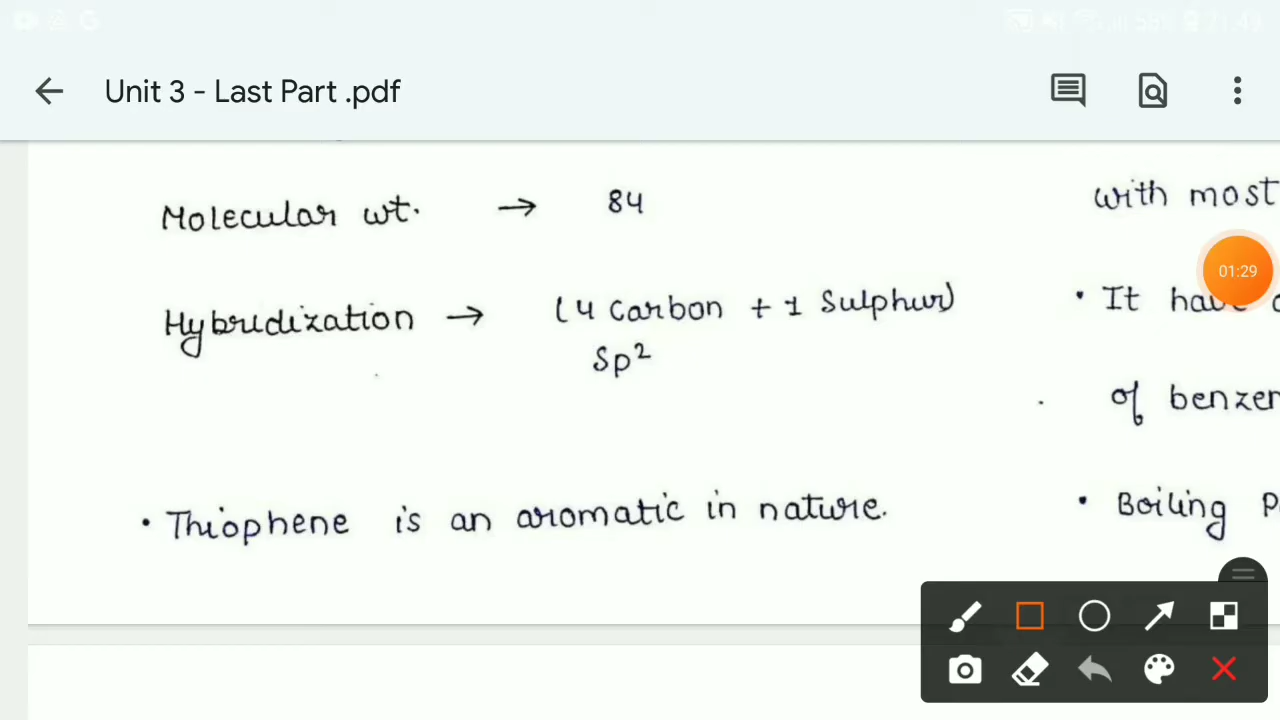 Unit 3 - Last Part .pdf
Molecular wt. → 84
Hybridization → (4 Carbon + 1 Sulphur)
Sp²
• Thiophene is an aromatic in nature.
with most
• It have
of benzen
• Boiling P
01:29